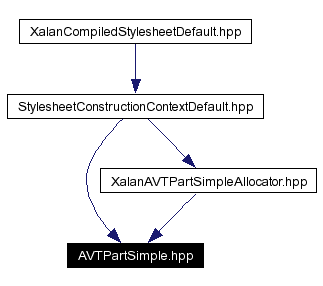 XalanCompiledStylesheetDefault.hpp
StylesheetConstructionContextDefault.hpp
XalanAVTPartSimpleAllocator.hpp
AVTPartSimple.hpp